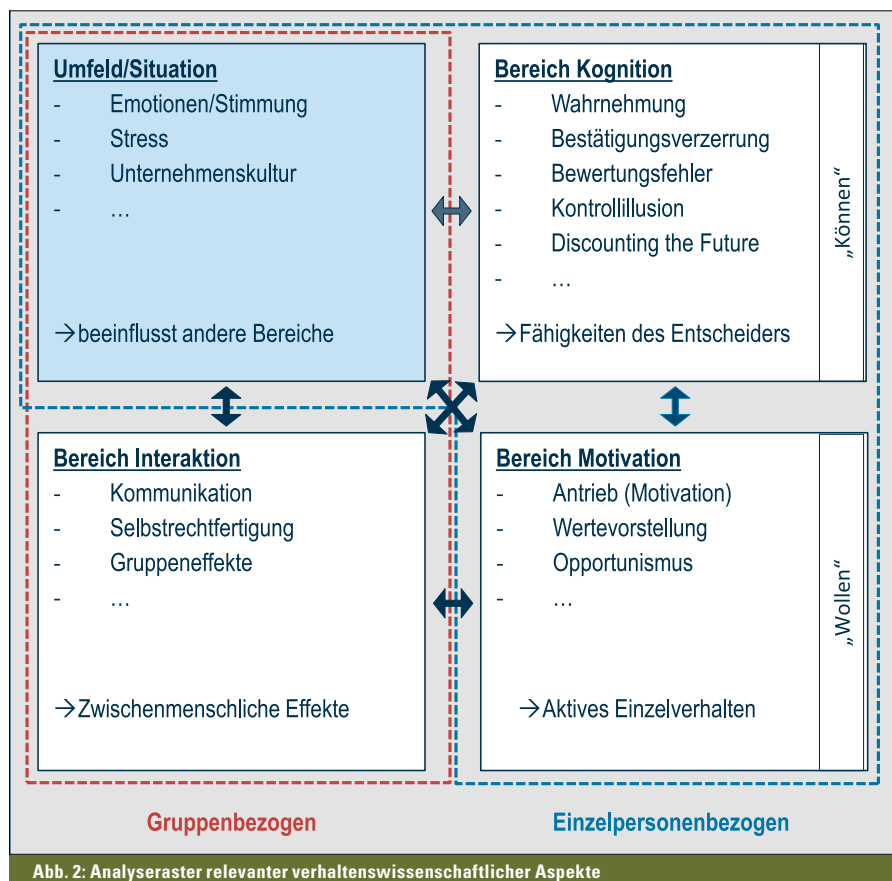 Umfeld/Situation
- Emotionen/Stimmung
- Stress
- Unternehmenskultur
- …
→beeinflusst andere Bereiche
Bereich Kognition
- Wahrnehmung
- Bestätigungsverzerrung
- Bewertungsfehler
- Kontrollillusion
- Discounting the Future
- …
→Fähigkeiten des Entscheiders
„Können“
Bereich Interaktion
- Kommunikation
- Selbstrechtfertigung
- Gruppeneffekte
- …
→Zwischenmenschliche Effekte
Bereich Motivation
- Antrieb (Motivation)
- Wertevorstellung
- Opportunismus
- …
→Aktives Einzelverhalten
„Wollen“
Gruppenbezogen
Einzelpersonenbezogen
Abb. 2: Analyseraster relevanter verhaltenswissenschaftlicher Aspekte